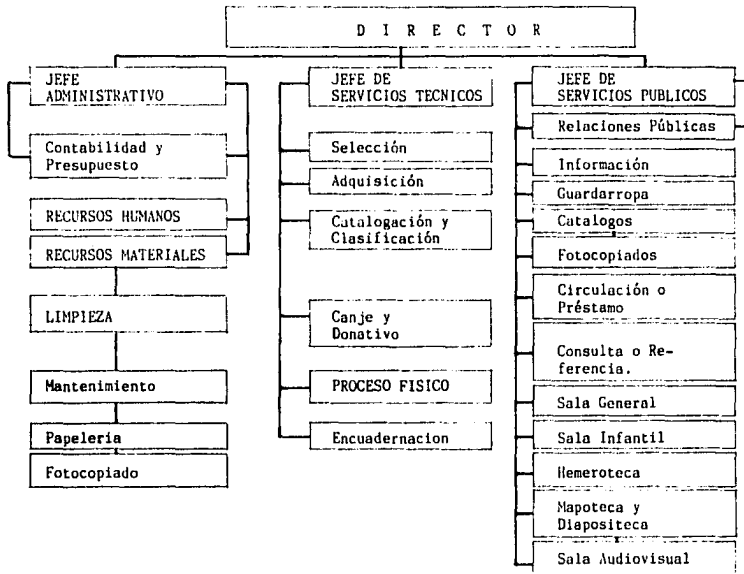 D I R E C T O R
JEFE
ADMINISTRATIVO
Contabilidad y
Presupuesto
RECURSOS HUMANOS
RECURSOS MATERIALES
LIMPIEZA
Mantenimiento
Papeleria
Fotocopiado
JEFE DE
SERVICIOS TECNICOS
Selección
Adquisición
Catalogación y
Clasificación
Canje y
Donativo
PROCESO FISICO
Encuadernacion
JEFE DE
SERVICIOS PUBLICOS
Relaciones Públicas
Información
Guardarropa
Catalogos
Fotocopiados
Circulación o
Préstamo
Consulta o Re-
ferencia.
Sala General
Sala Infantil
Hemeroteca
Mapoteca y
Diapositeca
Sala Audiovisual